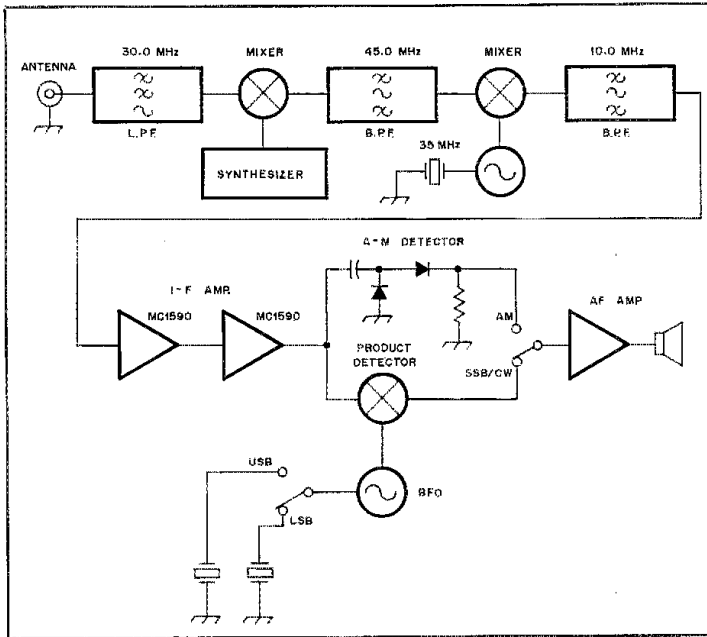 30.0 MHz
MIXER
45.0 MHz
MIXER
10.0 MHz
ANTENNA
L.P.F.
B.P.F.
B.P.F.
35 MHz
SYNTHESIZER
A-M DETECTOR
I-F AMP.
MC1590
MC1590
AM
AF AMP
PRODUCT
DETECTOR
SSB/CW
USB
BFO
LSB